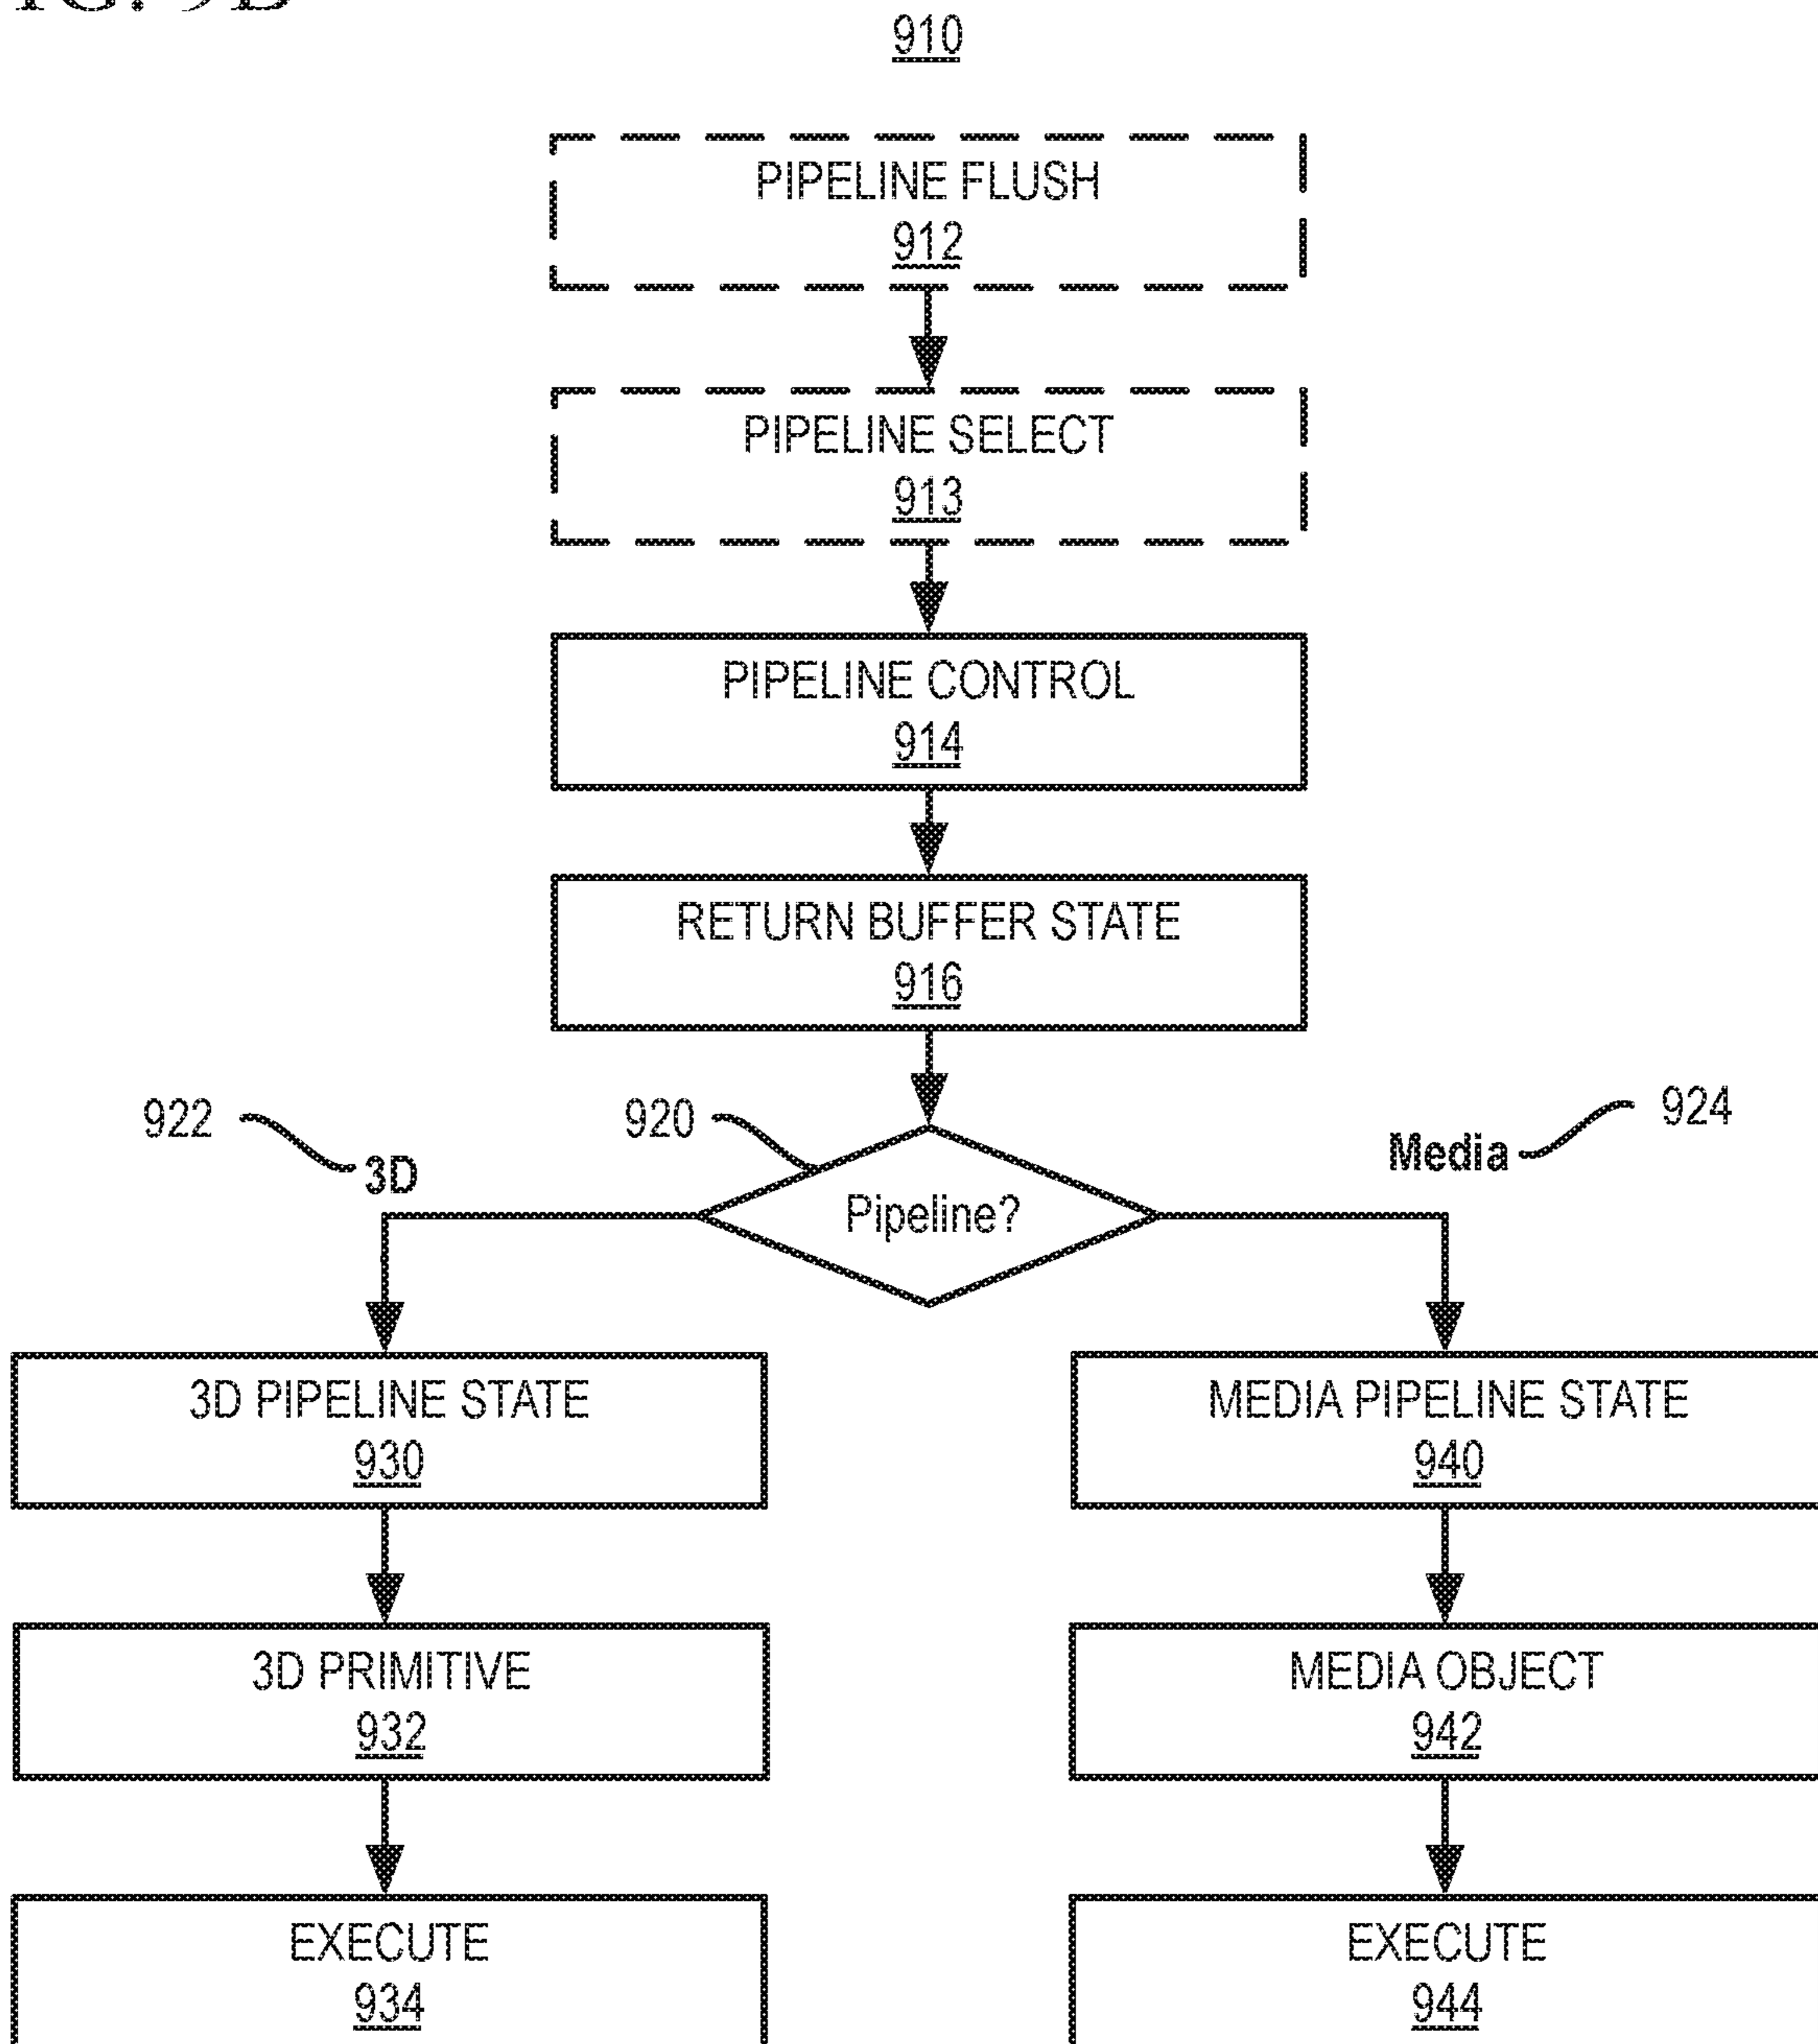 FIG. 9B
910
PIPELINE FLUSH
912
PIPELINE SELECT
913
PIPELINE CONTROL
914
RETURN BUFFER STATE
916
922
920
924
3D
Media
Pipeline?
3D PIPELINE STATE
930
MEDIA PIPELINE STATE
940
3D PRIMITIVE
932
MEDIA OBJECT
942
EXECUTE
934
EXECUTE
944